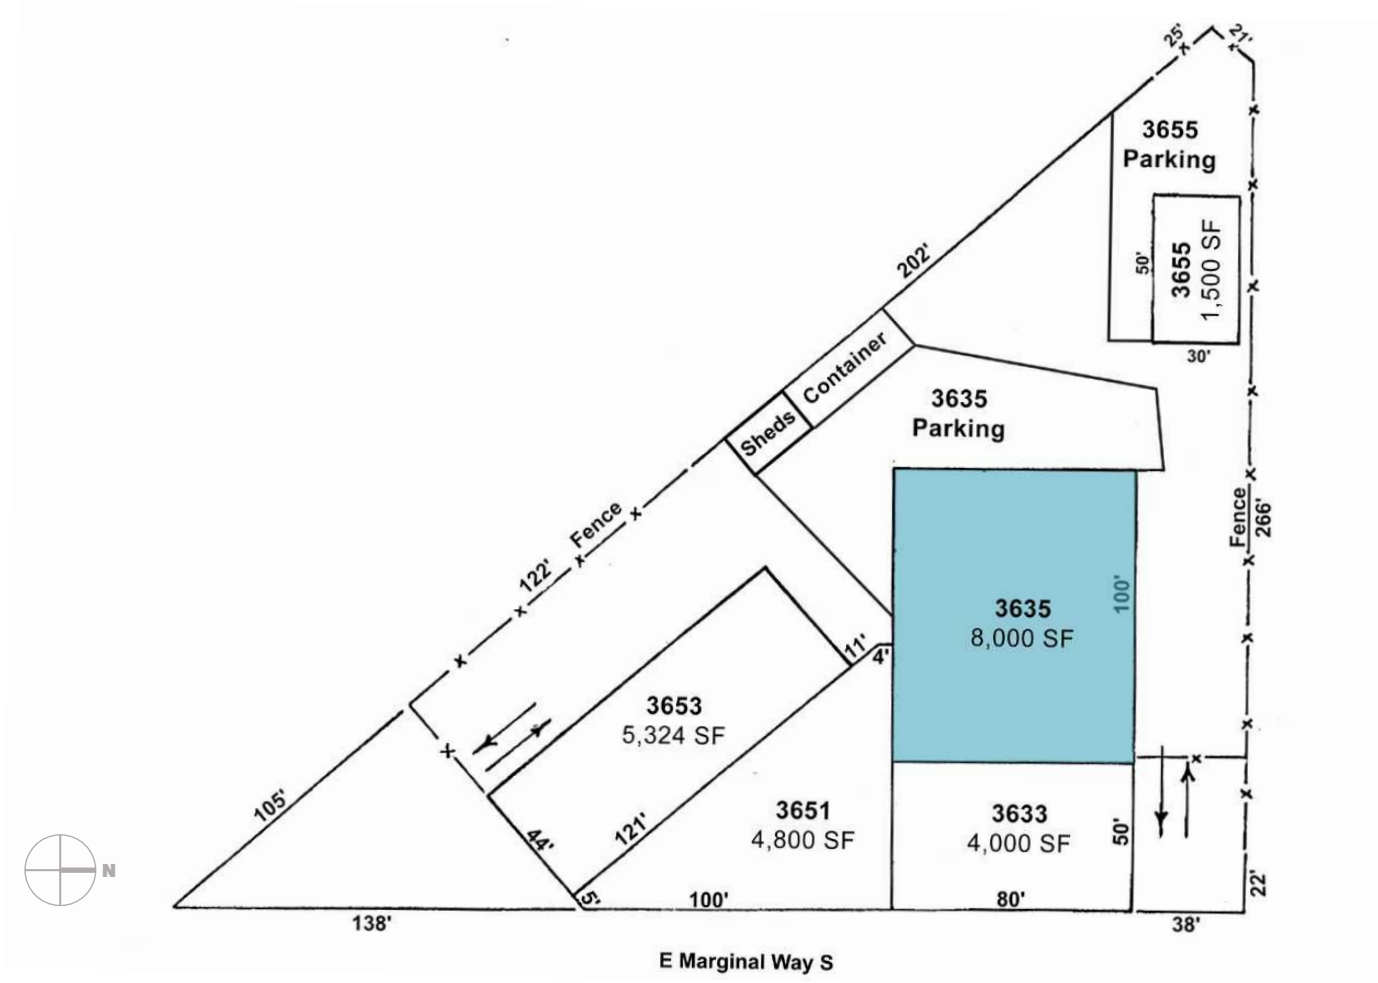 25'
21'
3655
Parking
3655
1,500 SF
50'
30'
202'
Container
Sheds
3635
Parking
Fence
122'
Fence
266'
100'
3635
8,000 SF
11'
4'
3653
5,324 SF
105'
44'
121'
3651
4,800 SF
3633
4,000 SF
50'
22'
5'
100'
80'
138'
38'
N
E Marginal Way S